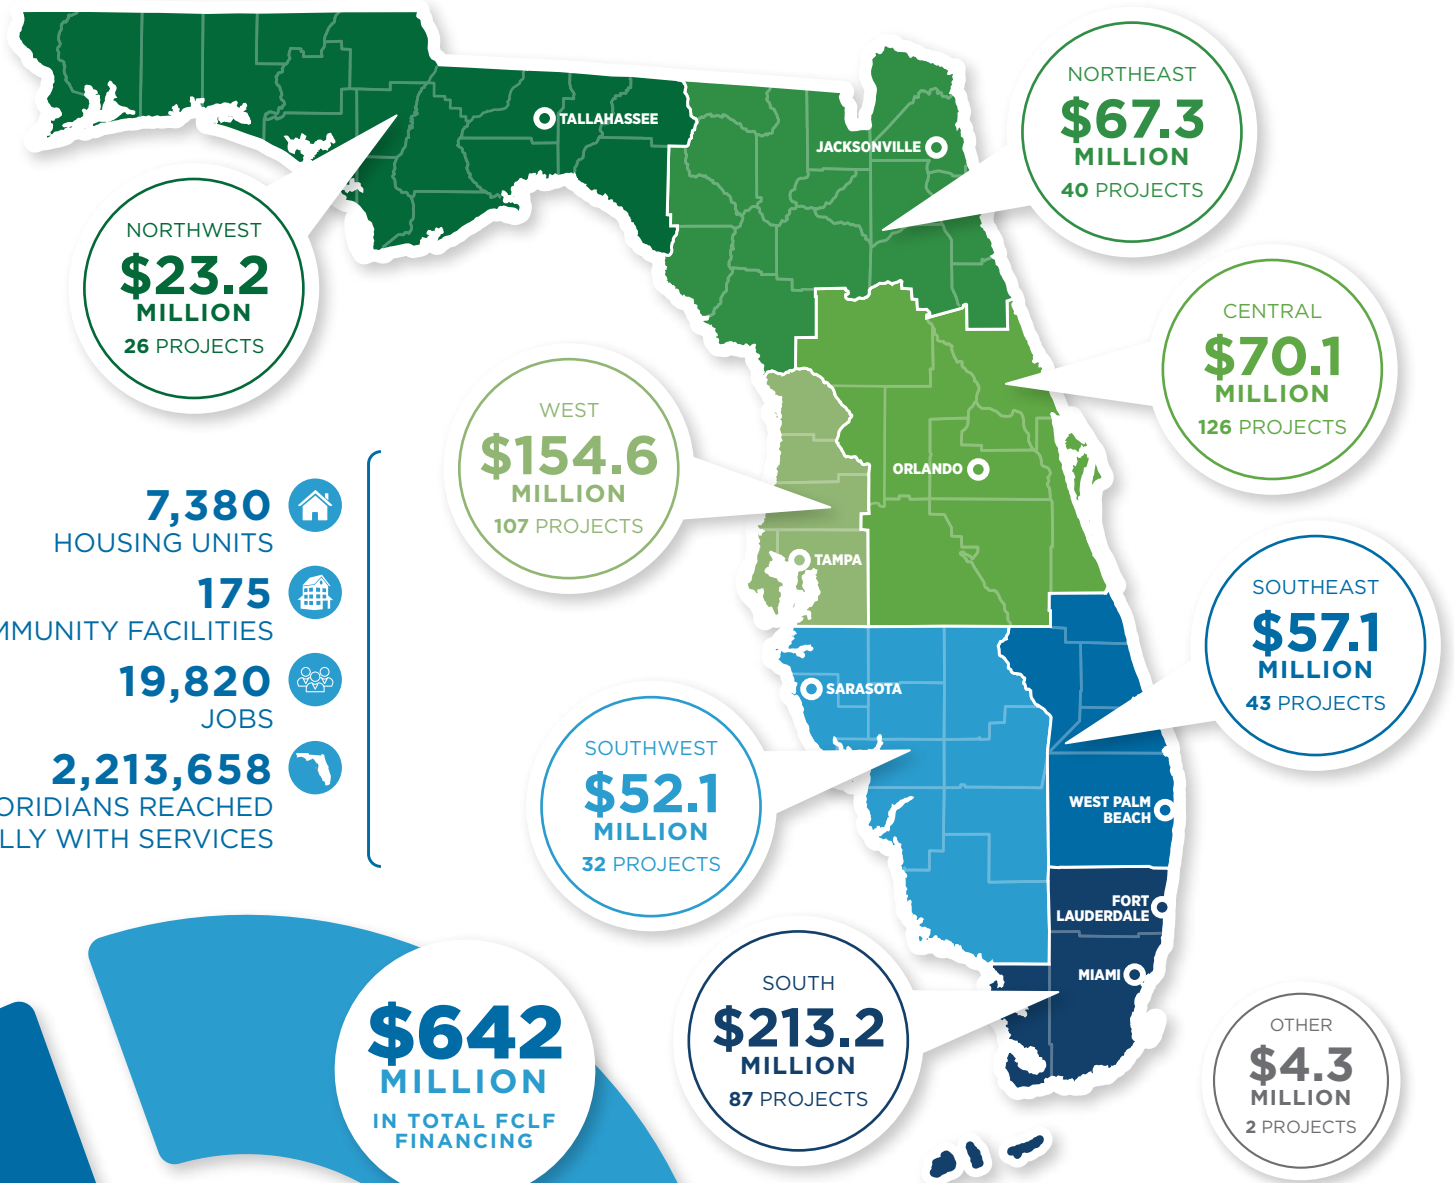 NORTHEAST
$67.3
MILLION
40 PROJECTS
TALLAHASSEE
JACKSONVILLE
NORTHWEST
$23.2
MILLION
26 PROJECTS
CENTRAL
$70.1
MILLION
126 PROJECTS
WEST
$154.6
MILLION
107 PROJECTS
ORLANDO
TAMPA
7,380
HOUSING UNITS
175
MMUNITY FACILITIES
19,820
JOBS
2,213,658
ORIDIANS REACHED
LLY WITH SERVICES
SOUTHEAST
$57.1
MILLION
43 PROJECTS
SARASOTA
SOUTHWEST
$52.1
MILLION
32 PROJECTS
WEST PALM
BEACH
FORT
LAUDERDALE
MIAMI
SOUTH
$213.2
MILLION
87 PROJECTS
$642
MILLION
IN TOTAL FCLF
FINANCING
OTHER
$4.3
MILLION
2 PROJECTS